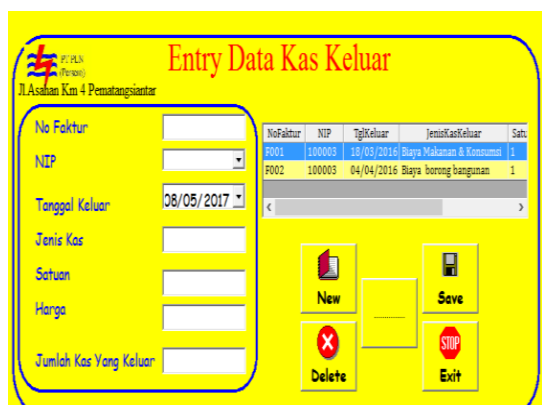 Entry Data Kas Keluar
PT PLN
(Persero)
Jl.Asahan Km 4 Pematangsiantar
No Faktur
NIP
Tanggal Keluar 08/05/2017
Jenis Kas
Satuan
Harga
Jumlah Kas Yang Keluar
NoFaktur NIP TglKeluar JenisKasKeluar Satu
F001 100003 18/03/2016 Biaya Makanan & Konsumsi 1
F002 100003 04/04/2016 Biaya borong bangunan 1
New
Save
Delete
STOP
Exit